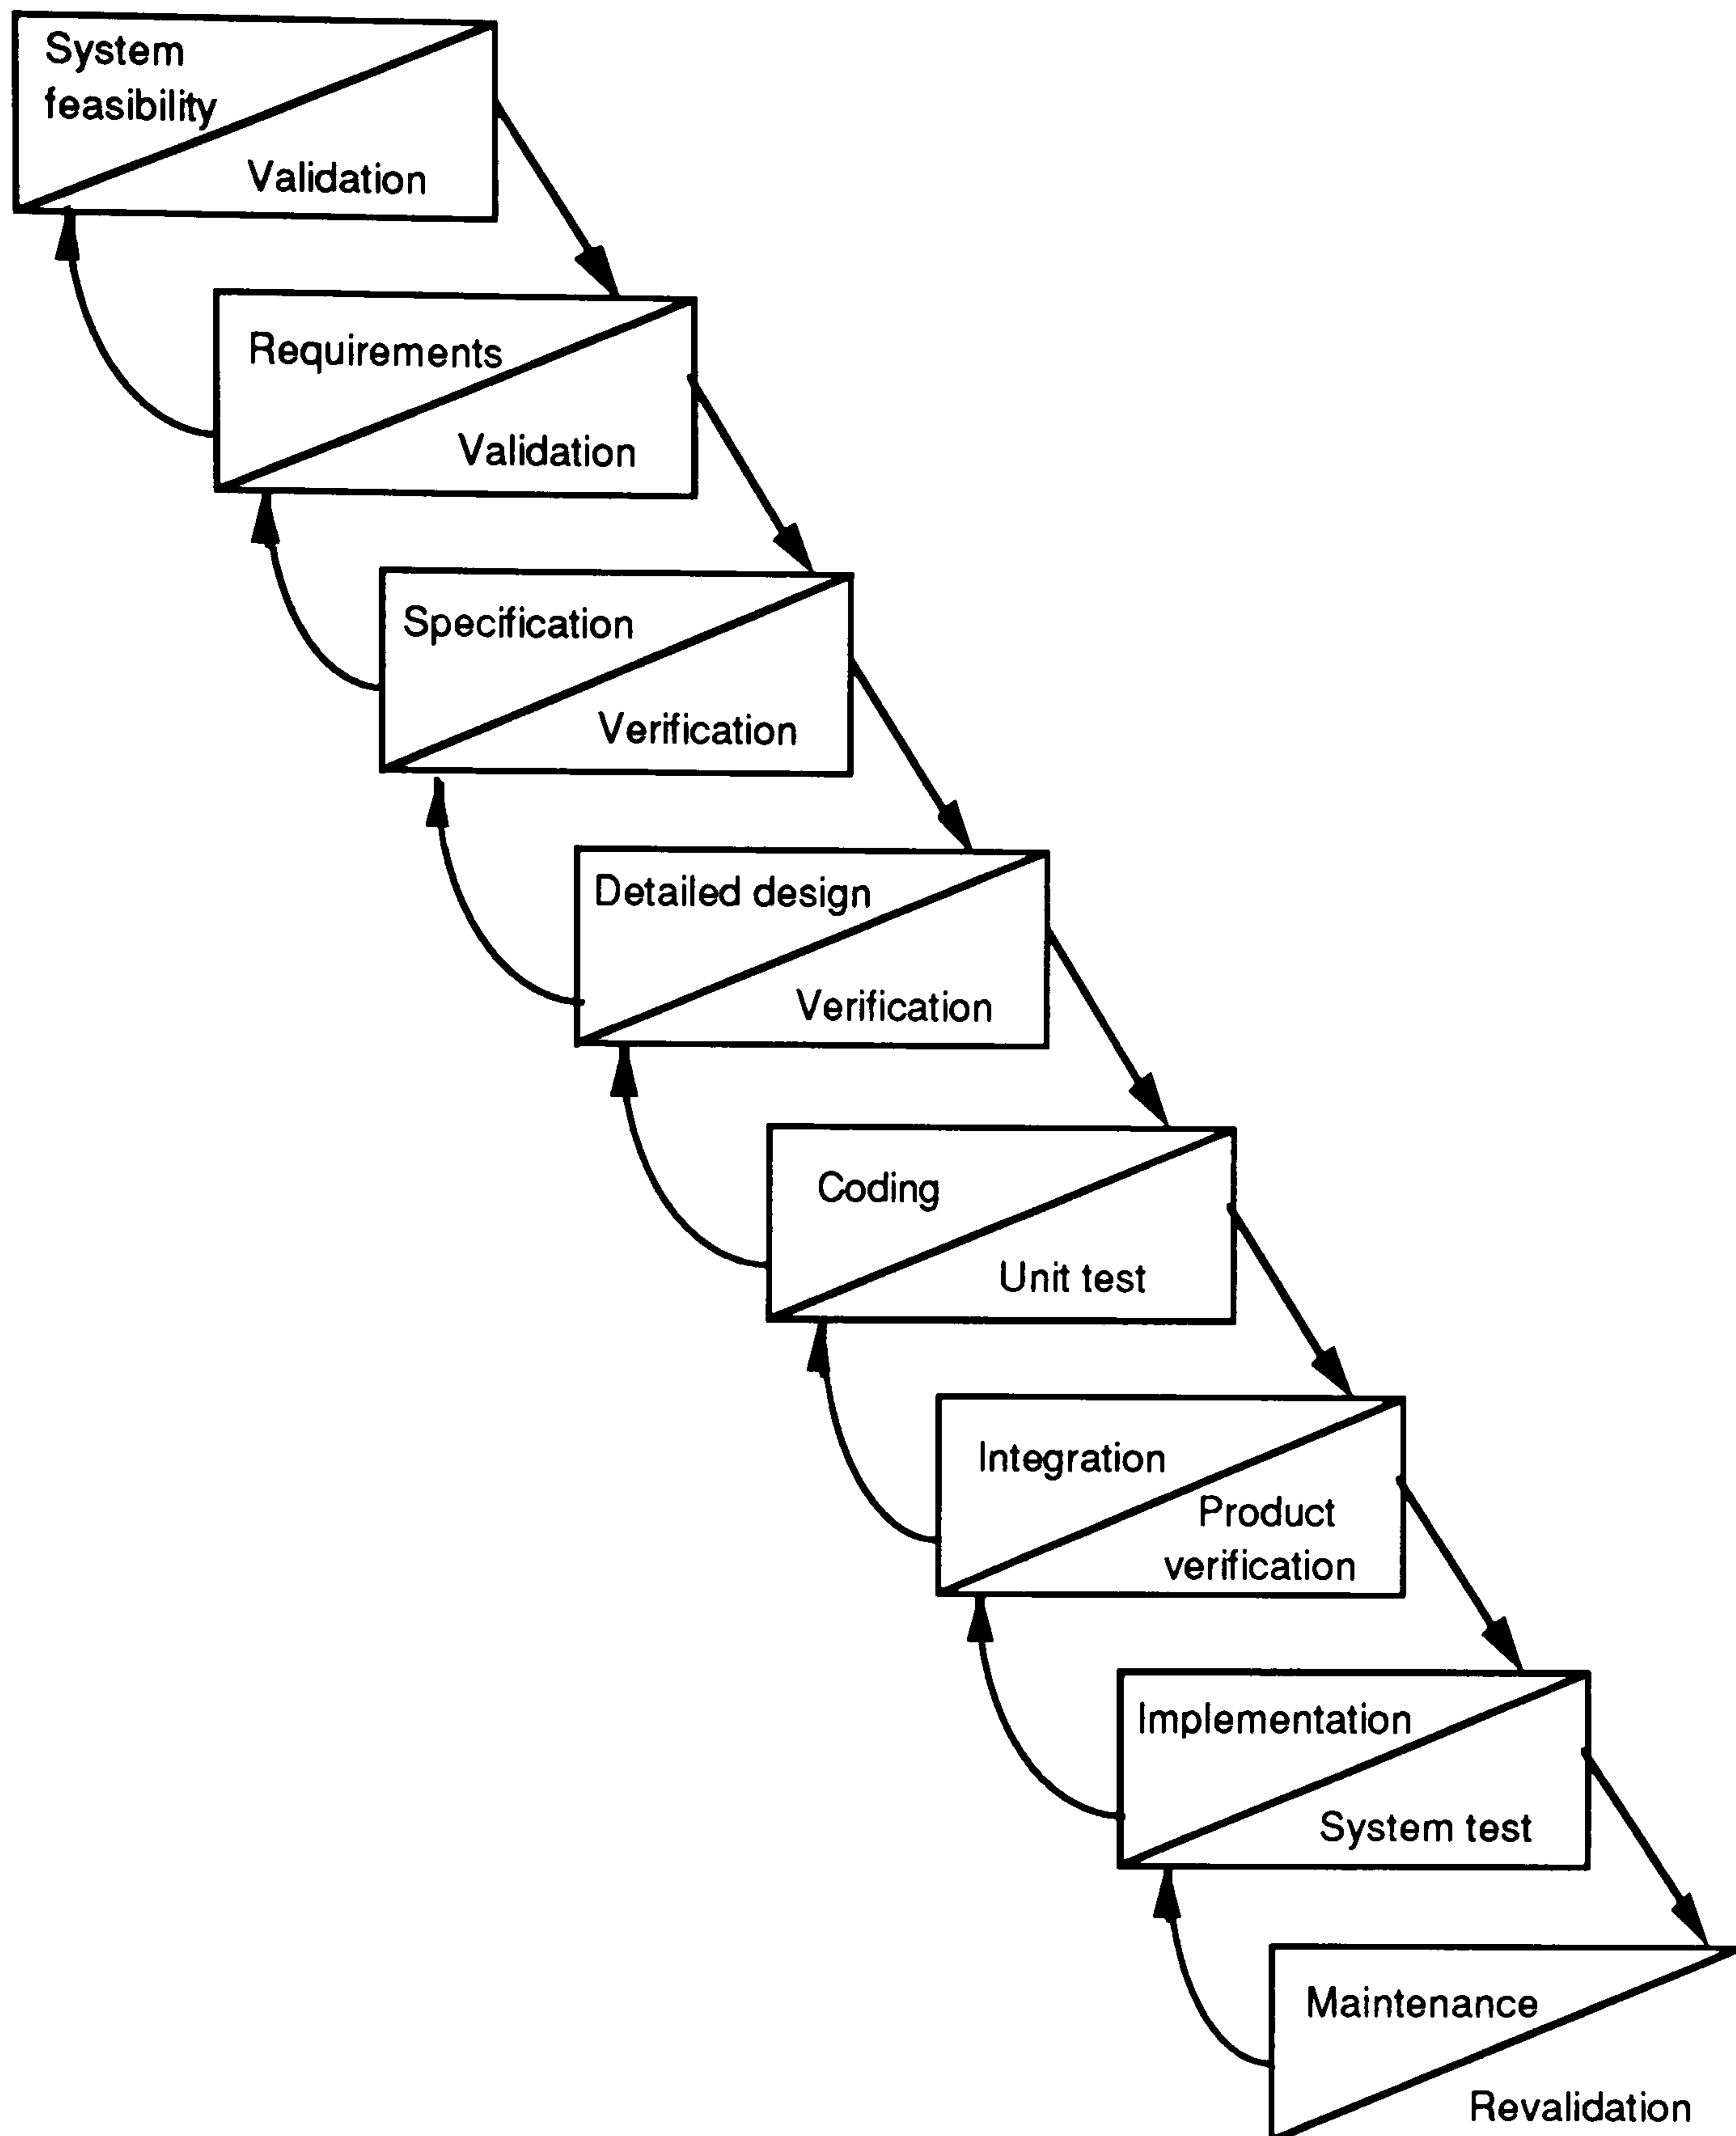 System
feasibility
Validation
Requirements
Validation
Specification
Verification
Detailed design
Verification
Coding
Unit test
Integration
Product
verification
Implementation
System test
Maintenance
Revalidation